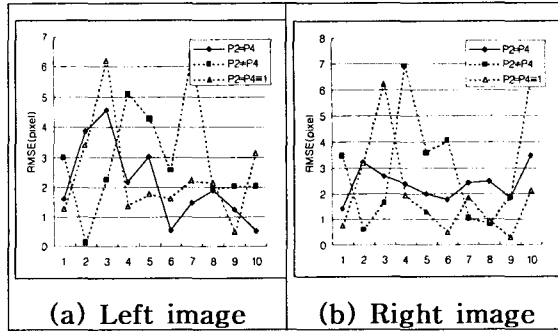 7
6
5
4
3
2
1
0
RMSE(pixel)
P2=P4
P2≠P4
P2=P4=1
1 2 3 4 5 6 7 8 9 10
(a) Left image
8
7
6
5
4
3
2
1
0
RMSE(pixel)
P2=P4
P2≠P4
P2=P4=1
1 2 3 4 5 6 7 8 9 10
(b) Right image